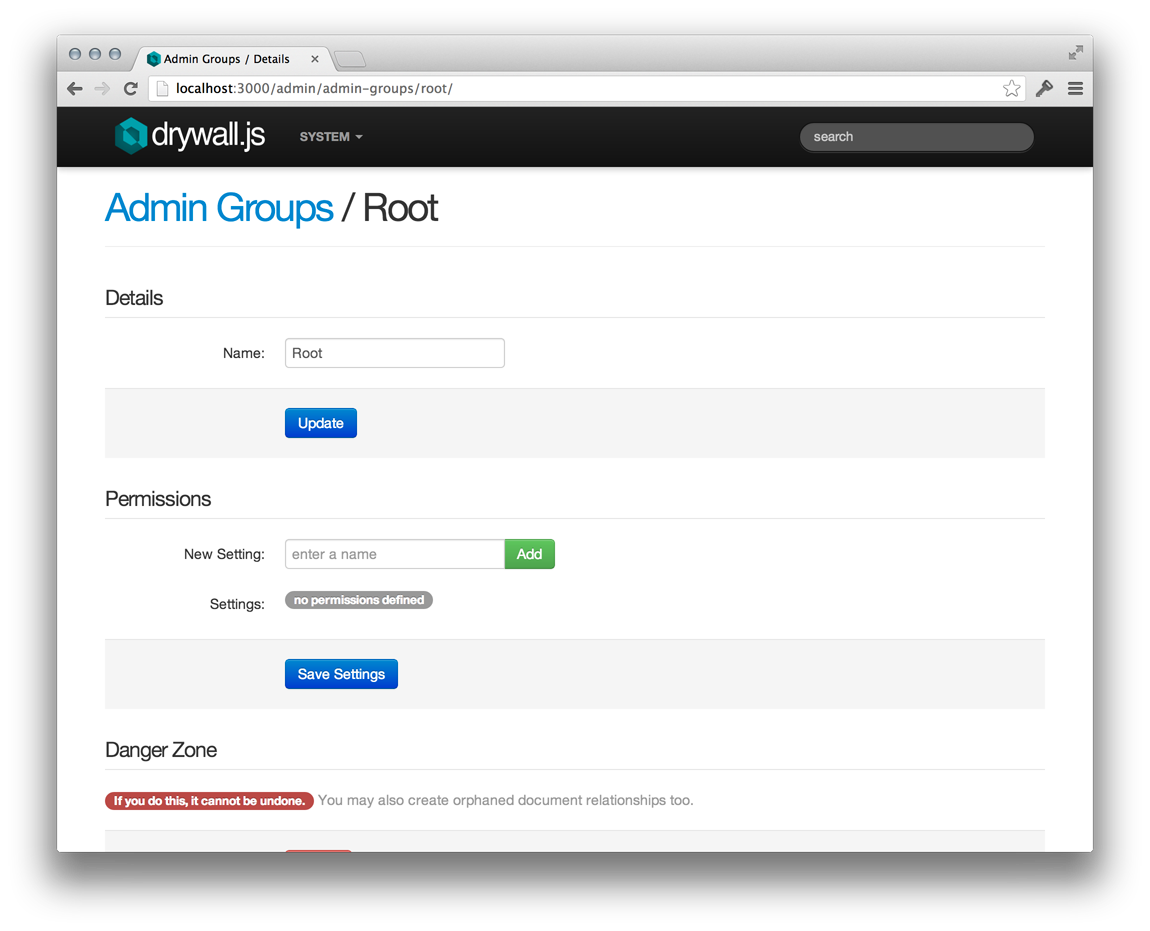 Admin Groups / Details
localhost:3000/admin/admin-groups/root/
drywall.js SYSTEM search
Admin Groups / Root
Details
Name: Root
Update
Permissions
New Setting: enter a name Add
Settings: no permissions defined
Save Settings
Danger Zone
If you do this, it cannot be undone. You may also create orphaned document relationships too.